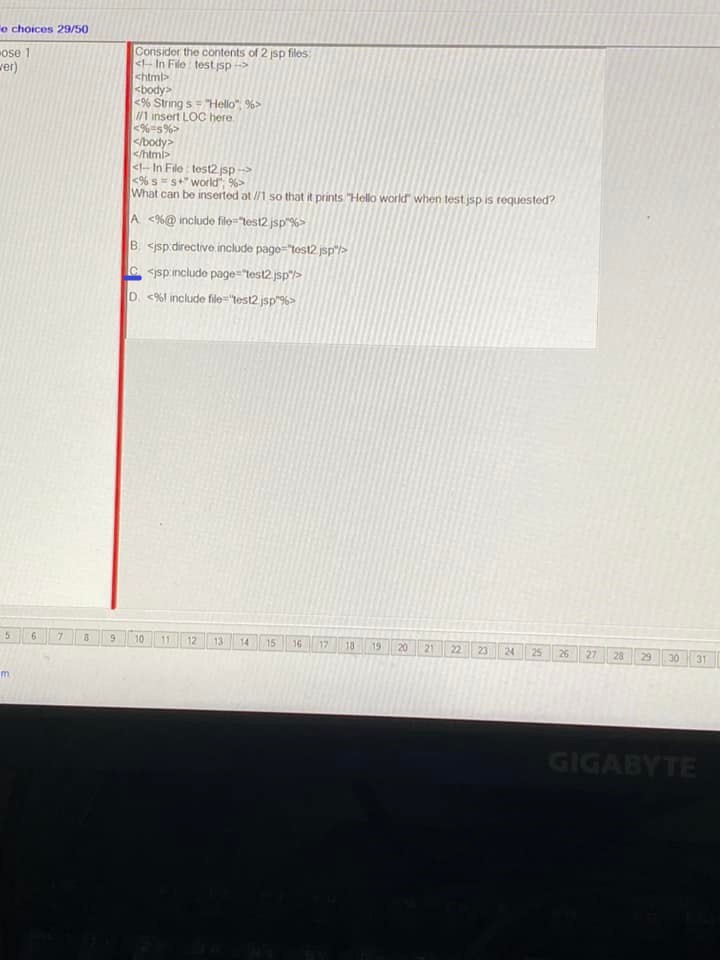 choices 29/50
ose 1
Consider the contents of 2 jsp files:
<!-- In File : test.jsp -->
<html>
<body>
<% String s = "Hello"; %>
//1 insert LOC here.
<%=s%>
</body>
</html>
<!-- In File : test2.jsp -->
<% s = s+" world"; %>
What can be inserted at //1 so that it prints "Hello world" when test.jsp is requested?
A. <%@ include file="test2.jsp"%>
B. <jsp:directive.include page="test2.jsp"/>
C. <jsp:include page="test2.jsp"/>
D. <%! include file="test2.jsp"%>
5 6 7 8 9 10 11 12 13 14 15 16 17 18 19 20 21 22 23 24 25 26 27 28 29 30 31
GIGABYTE